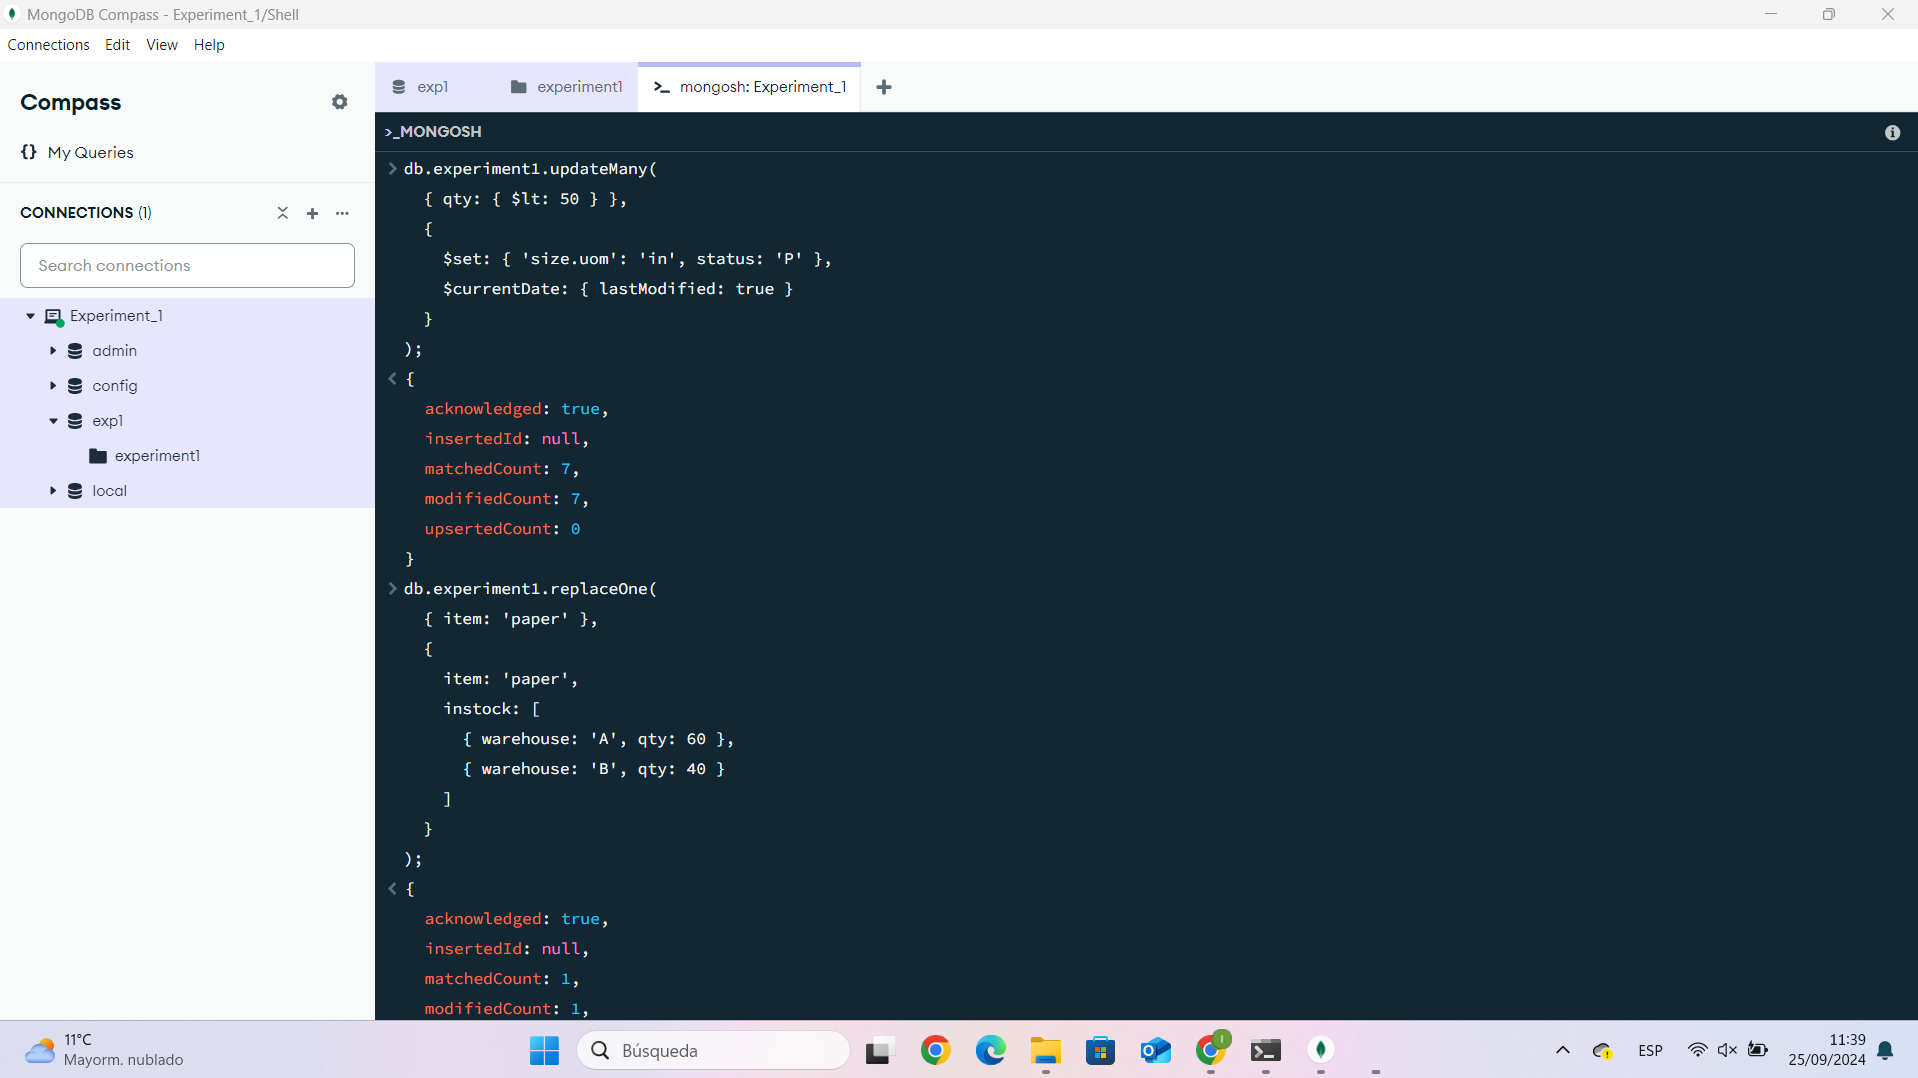 MongoDB Compass - Experiment_1/Shell
Connections Edit View Help
Compass
{} My Queries
CONNECTIONS (1)
Search connections
Experiment_1
admin
config
exp1
experiment1
local
exp1 experiment1 >_ mongosh: Experiment_1
>_MONGOSH
> db.experiment1.updateMany(
{ qty: { $lt: 50 } },
{
$set: { 'size.uom': 'in', status: 'P' },
$currentDate: { lastModified: true }
}
);
< {
acknowledged: true,
insertedId: null,
matchedCount: 7,
modifiedCount: 7,
upsertedCount: 0
}
> db.experiment1.replaceOne(
{ item: 'paper' },
{
item: 'paper',
instock: [
{ warehouse: 'A', qty: 60 },
{ warehouse: 'B', qty: 40 }
]
}
);
< {
acknowledged: true,
insertedId: null,
matchedCount: 1,
modifiedCount: 1,
11°C
Mayorm. nublado
Búsqueda
ESP
11:39
25/09/2024